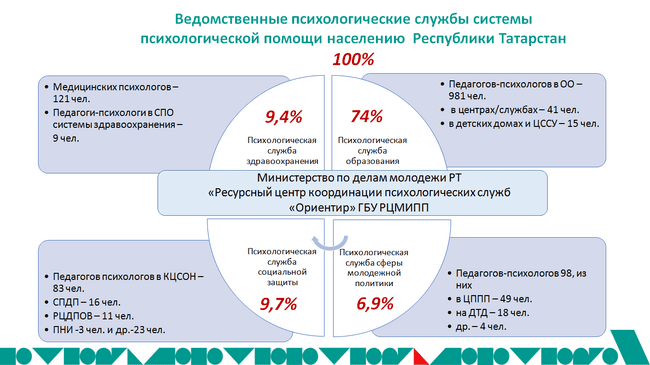 Ведомственные психологические службы системы
психологической помощи населению Республики Татарстан
100%
• Медицинских психологов –
121 чел.
• Педагоги-психологи в СПО
системы здравоохранения –
9 чел.
9,4%
Психологическая
служба
здравоохранения
74%
Психологическая
служба
образования
• Педагогов-психологов в ОО –
981 чел.
• в центрах/службах – 41 чел.
• в детских домах и ЦССУ – 15 чел.
Министерство по делам молодежи РТ
«Ресурсный центр координации психологических служб
«Ориентир» ГБУ РЦМИПП
• Педагогов психологов в КЦСОН –
83 чел.
• СПДП – 16 чел.
• РЦДПОВ – 11 чел.
• ПНИ -3 чел. и др.-23 чел.
Психологическая
служба
социальной
защиты
9,7%
Психологическая
служба сферы
молодежной
политики
6,9%
• Педагогов-психологов 98, из
них
• в ЦППП – 49 чел.
• на ДТД – 18 чел.
• др. – 4 чел.